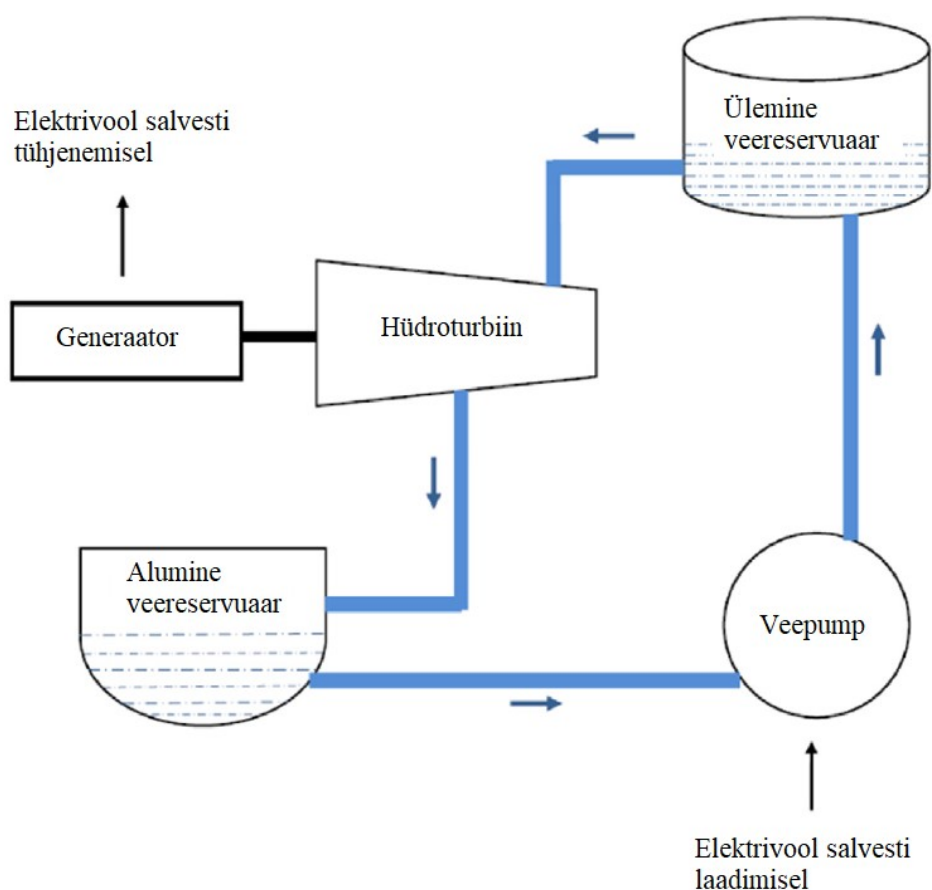 Ülemine
veereservuaar
Elektrivool salvesti
tühjenemisel
Generaator
Hüdroturbiin
Alumine
veereservuaar
Veepump
Elektrivool salvesti
laadimisel